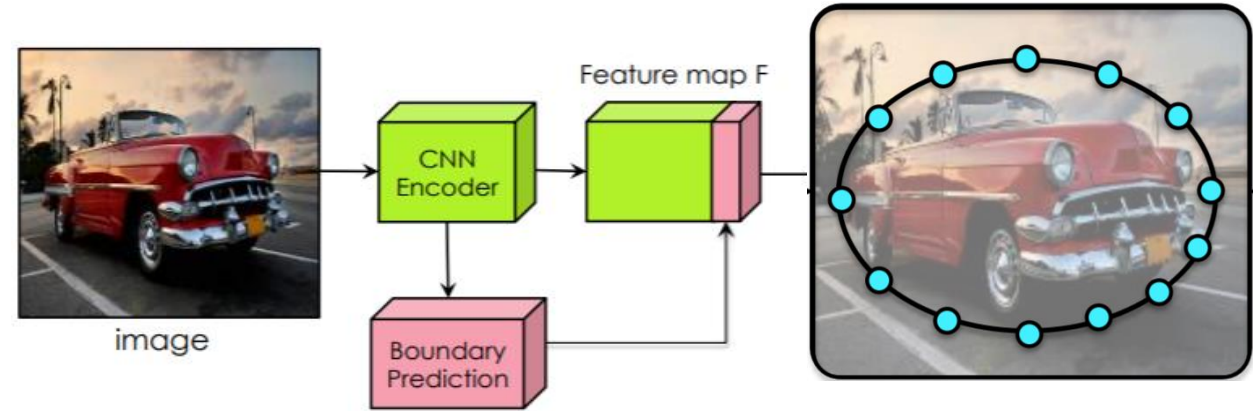 Feature map F
CNN
Encoder
image
Boundary
Prediction